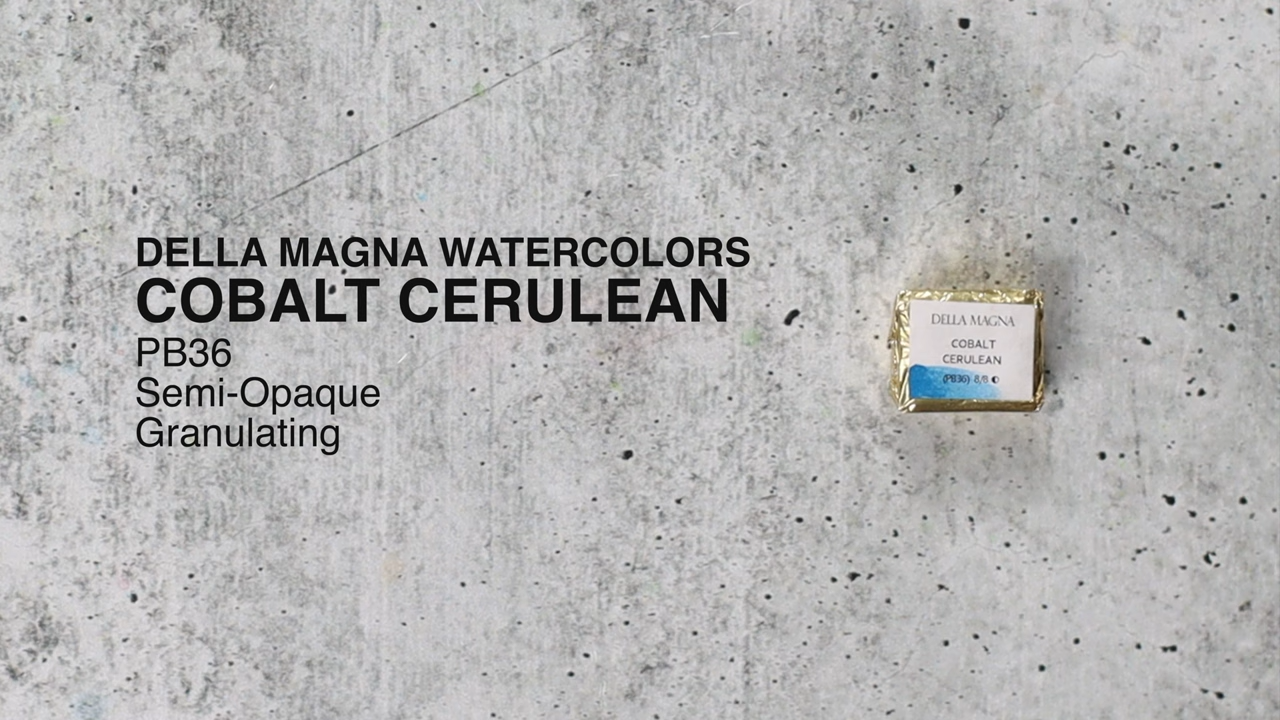 DELLA MAGNA WATERCOLORS
COBALT CERULEAN
PB36
Semi-Opaque
Granulating
DELLA MAGNA
COBALT
CERULEAN
(PB36) 8/8 ◐